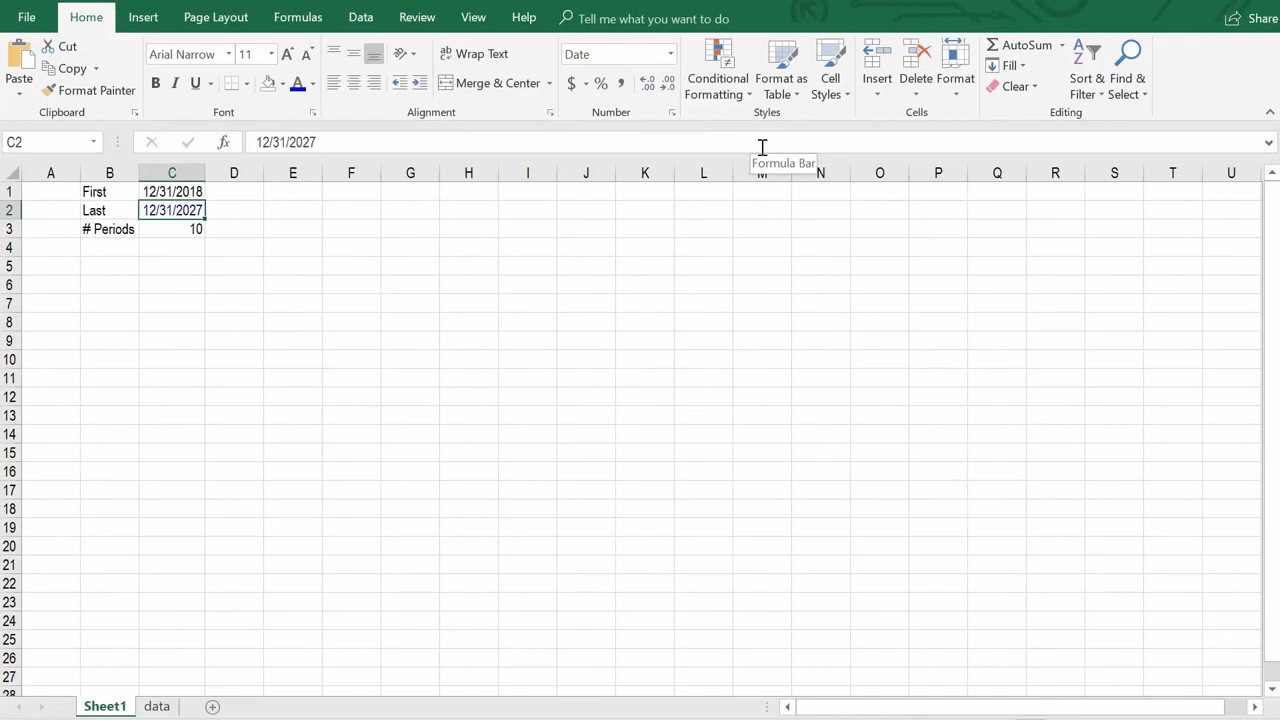 File Home Insert Page Layout Formulas Data Review View Help Tell me what you want to do Share
Paste Cut Copy Format Painter
Clipboard
Arial Narrow 11
B I U A
Font
Wrap Text
Merge & Center
Alignment
Date
$ % ,
Number
Conditional Formatting Format as Table Cell Styles
Styles
Insert Delete Format
Cells
AutoSum
Fill
Clear
Sort & Filter Find & Select
Editing
C2 fx 12/31/2027
Formula Bar
A B C D E F G H I J K L M N O P Q R S T U
1 First 12/31/2018
2 Last 12/31/2027
3 # Periods 10
4
5
6
7
8
9
10
11
12
13
14
15
16
17
18
19
20
21
22
23
24
25
26
27
28
Sheet1 data